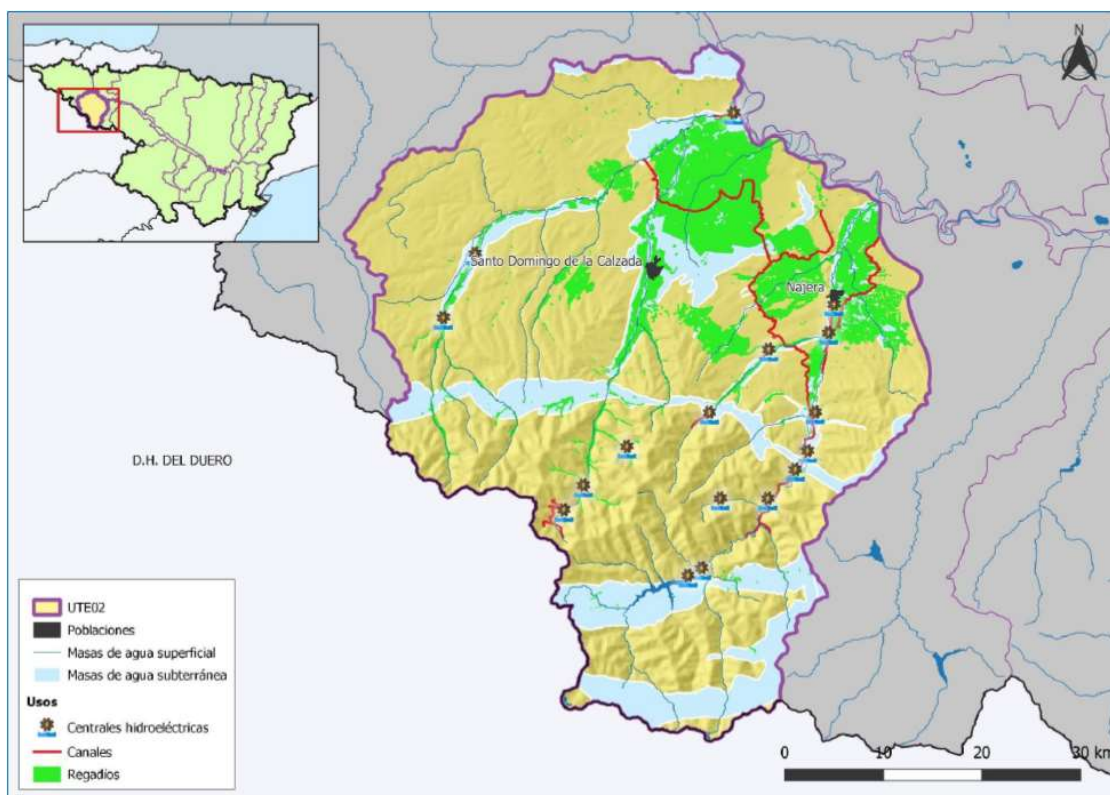 N
Santo Domingo de la Calzada
Najera
D.H. DEL DUERO
UTE02
Poblaciones
Masas de agua superficial
Masas de agua subterránea
Usos
Centrales hidroeléctricas
Canales
Regadíos
0 10 20 30 km